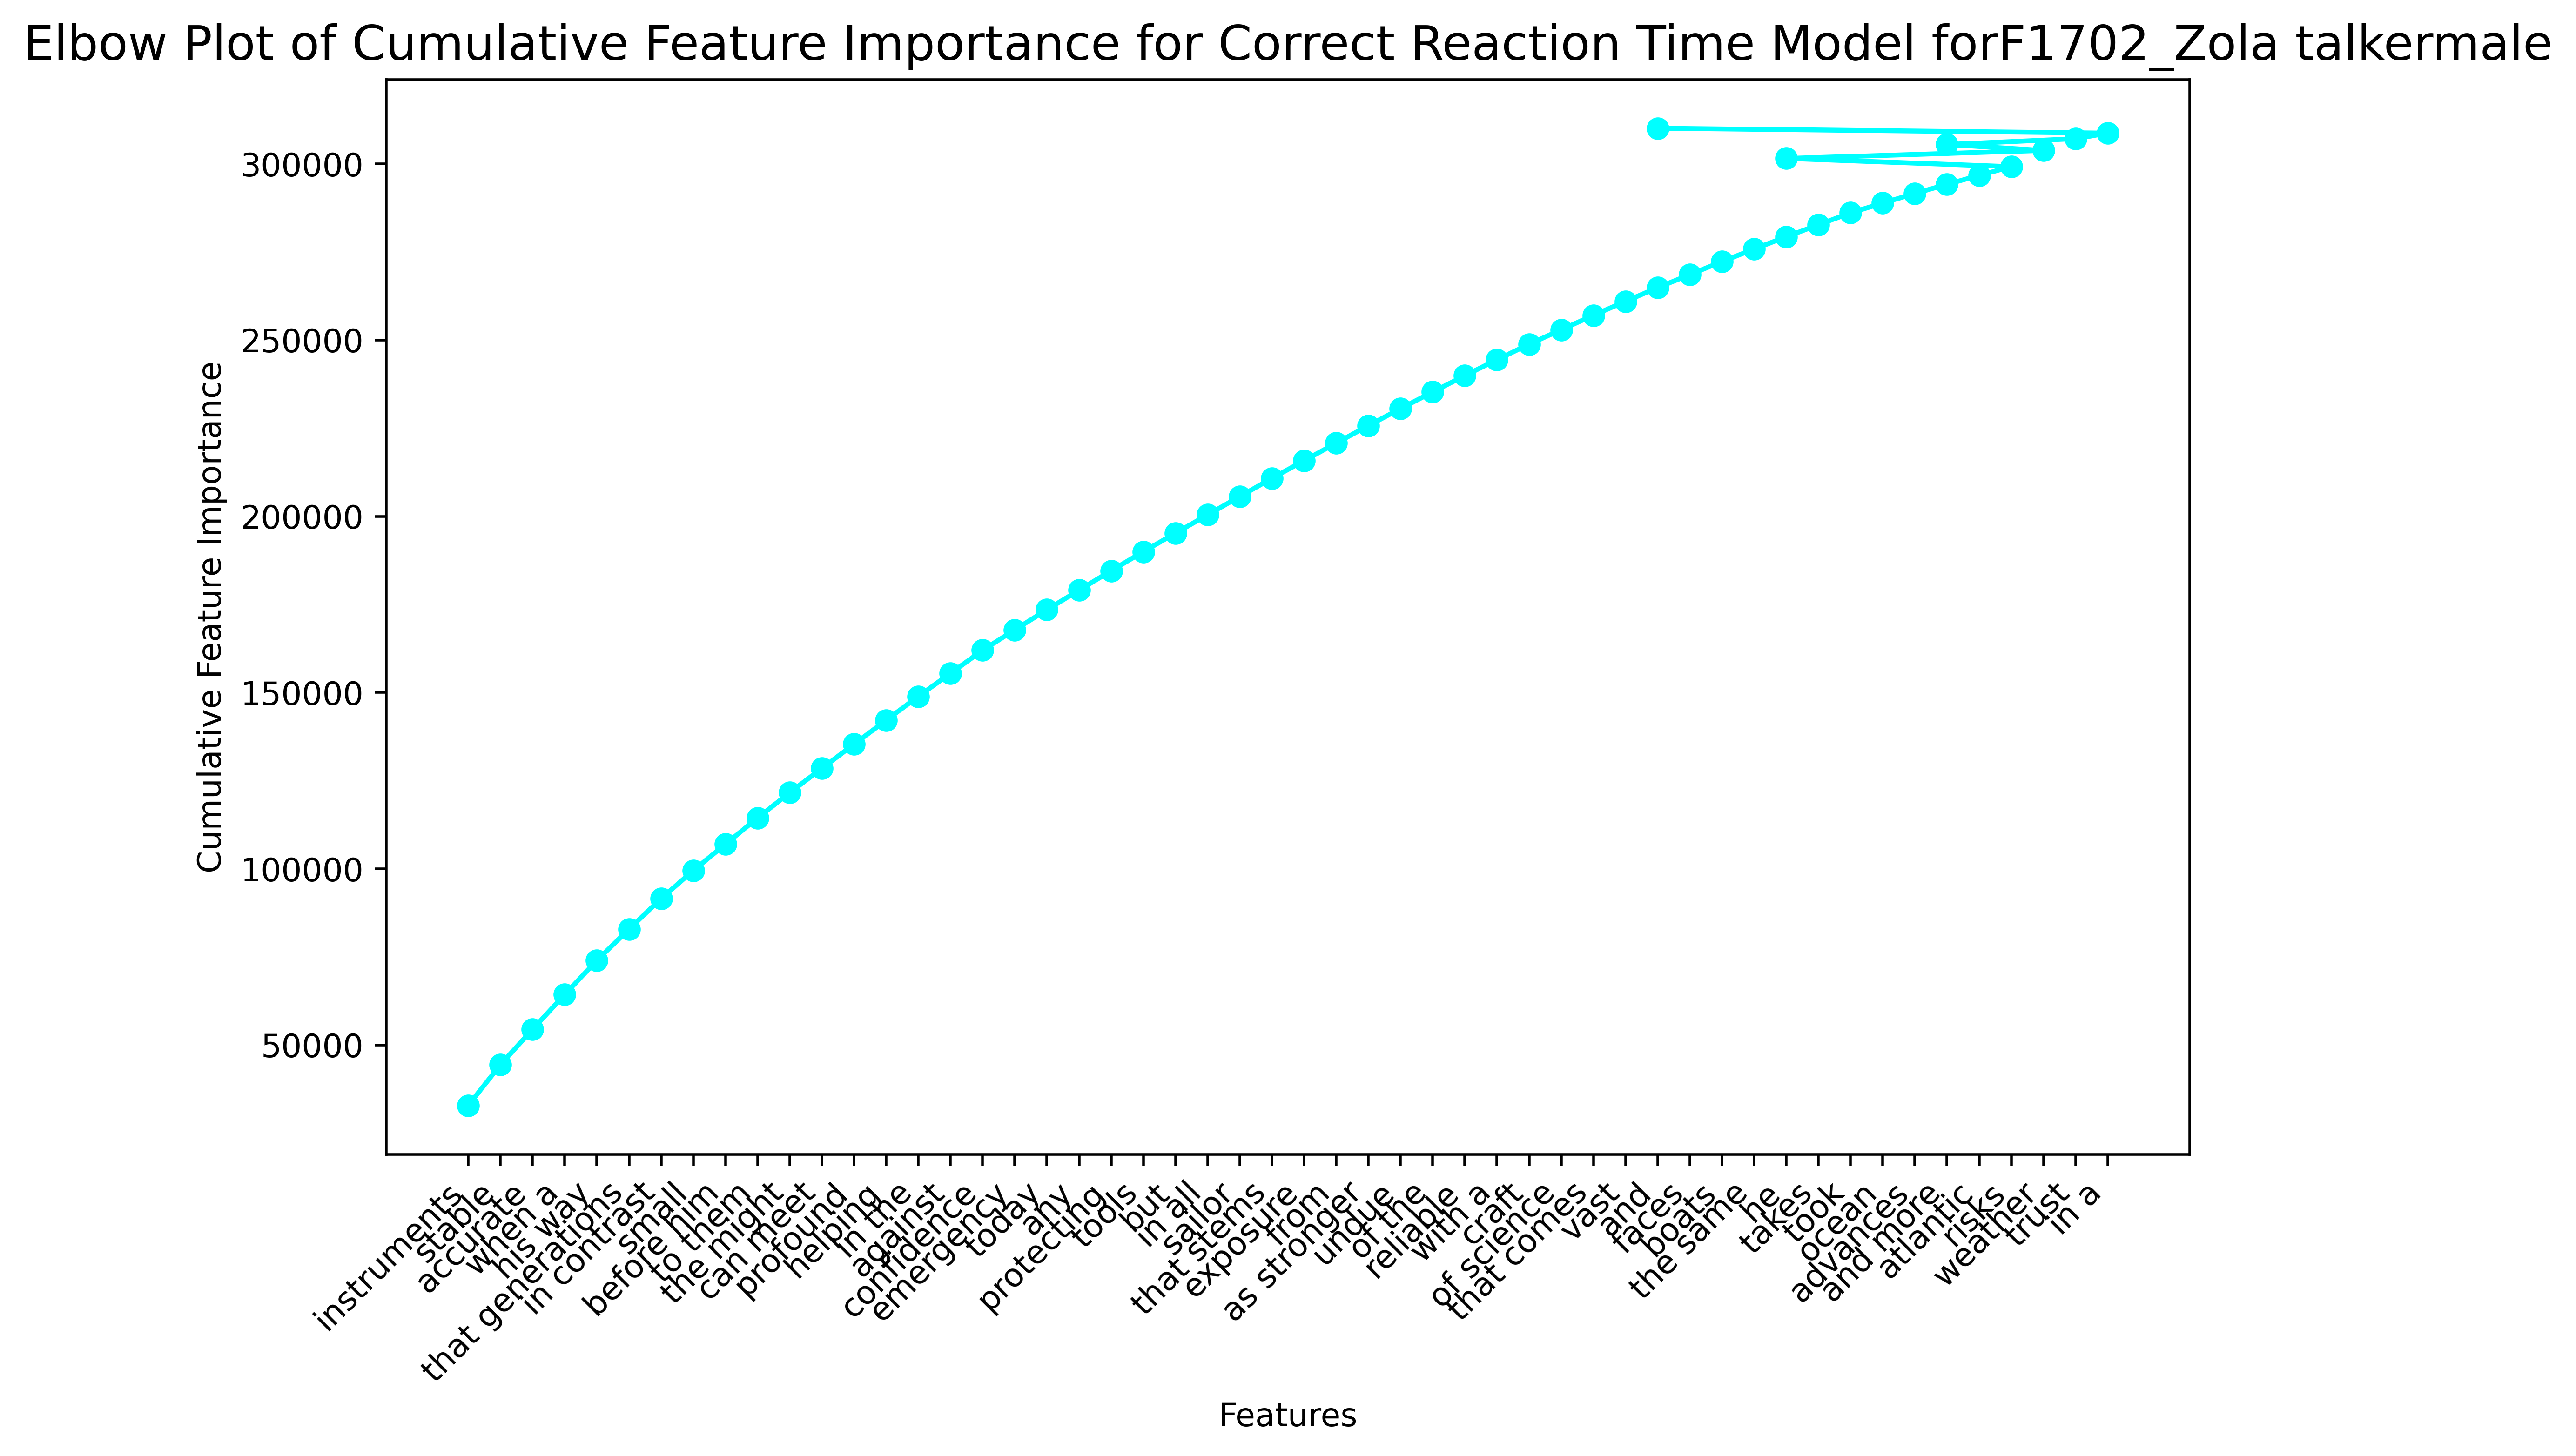 Elbow Plot of Cumulative Feature Importance for Correct Reaction Time Model forF1702_Zola talkermale
Cumulative Feature Importance
300000
250000
200000
150000
100000
50000
instruments
stable
accurate
when a
his way
that generations
in contrast
small
before him
to them
the might
can meet
profound
helping
in the
against
confidence
emergency
today
any
protecting
tools
but
in all
sailor
that stems
exposure
from
as stronger
undue
of the
reliable
with a
craft
of science
that comes
vast
and
faces
boats
the same
he
takes
took
ocean
advances
and more
atlantic
risks
weather
trust
in a
Features